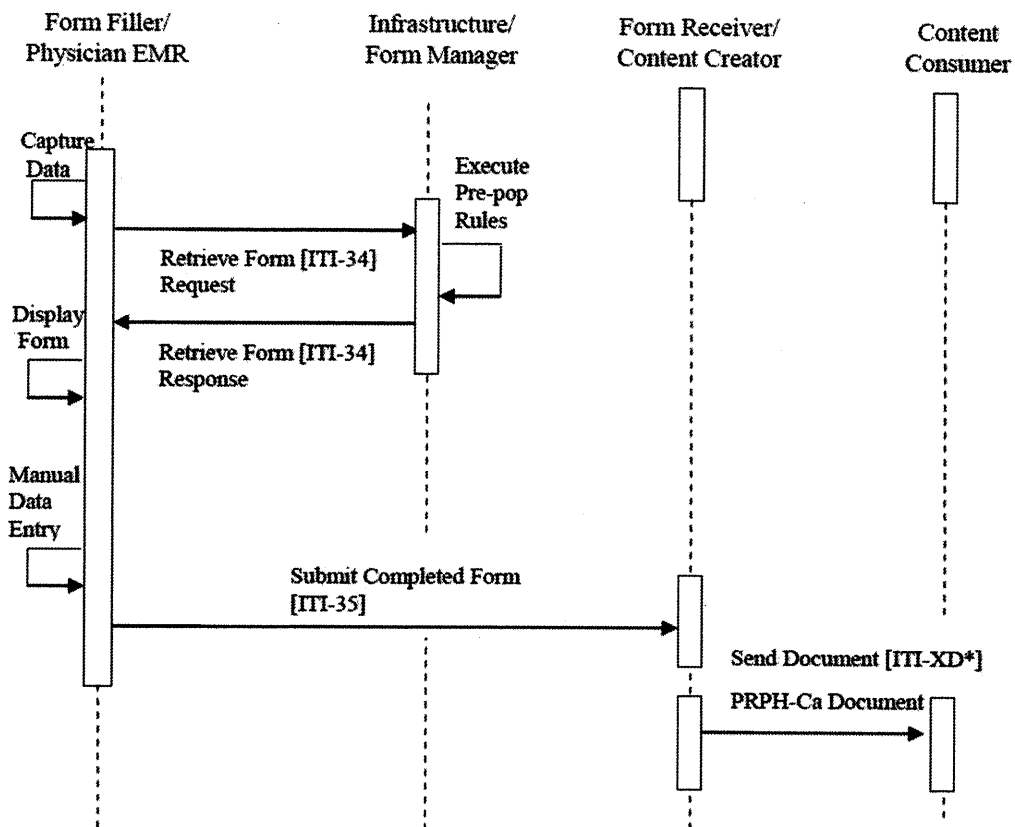 Form Filler/
Physician EMR
Infrastructure/
Form Manager
Form Receiver/
Content Creator
Content
Consumer
Capture
Data
Execute
Pre-pop
Rules
Retrieve Form [ITI-34]
Request
Display
Form
Retrieve Form [ITI-34]
Response
Manual
Data
Entry
Submit Completed Form
[ITI-35]
Send Document [ITI-XD*]
PRPH-Ca Document